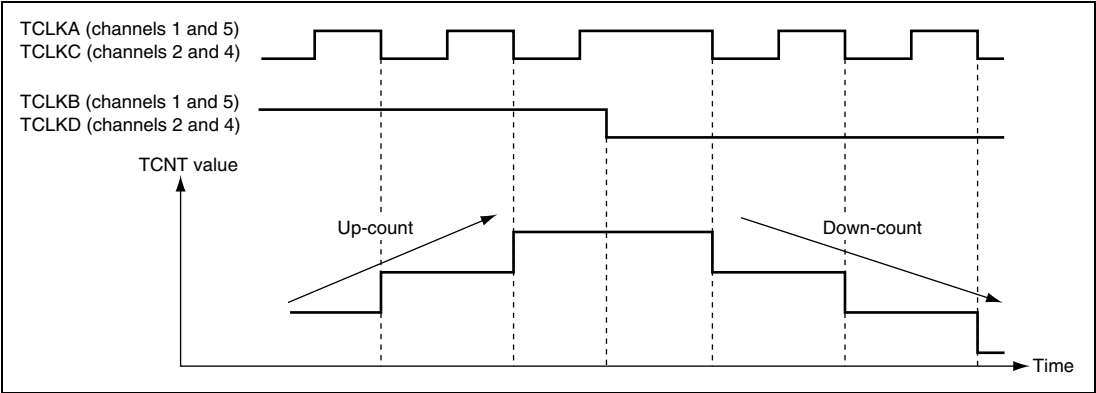 TCLKA (channels 1 and 5)
TCLKC (channels 2 and 4)
TCLKB (channels 1 and 5)
TCLKD (channels 2 and 4)
TCNT value
Up-count
Down-count
Time